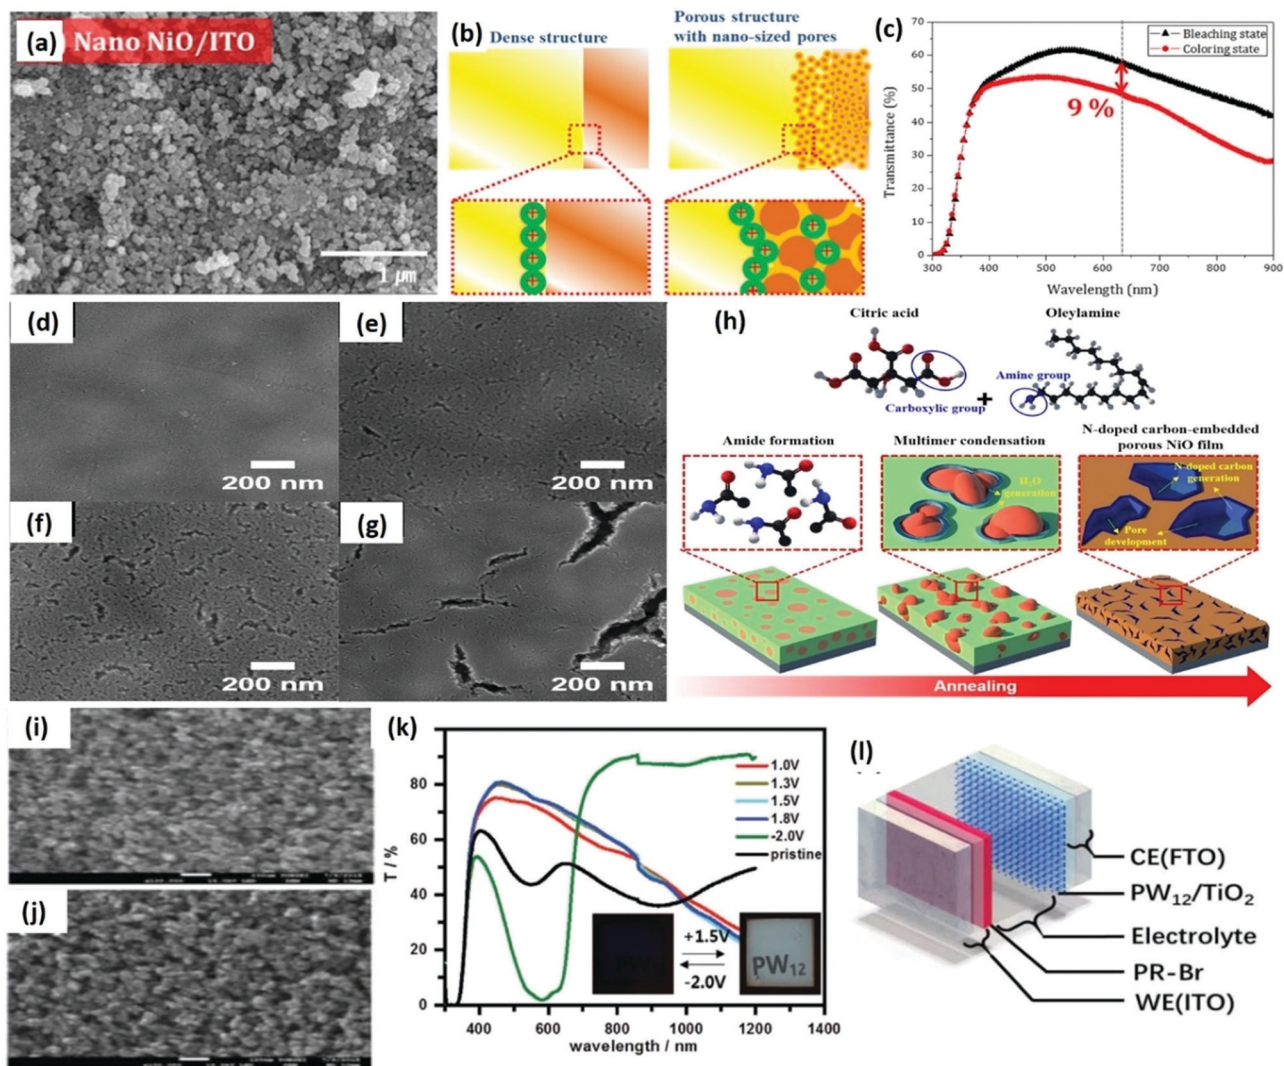 (a) Nano NiO/ITO
1 μm
(b) Dense structure
Porous structure
with nano-sized pores
(c)
Bleaching state
Coloring state
9 %
Transmittance (%)
70
60
50
40
30
20
10
0
300 400 500 600 700 800 900
Wavelength (nm)
(d)
200 nm
(e)
200 nm
(f)
200 nm
(g)
200 nm
(h)
Citric acid
Oleylamine
Amine group
Carboxylic group
+
Amide formation
Multimer condensation
N-doped carbon-embedded
porous NiO film
H₂O
generation
N-doped carbon
generation
Pore
development
Annealing
(i)
(j)
(k)
T / %
80
60
40
20
0
400 600 800 1000 1200 1400
wavelength / nm
1.0V
1.3V
1.5V
1.8V
-2.0V
pristine
+1.5V
-2.0V
PW₁₂
(l)
CE(FTO)
PW₁₂/TiO₂
Electrolyte
PR-Br
WE(ITO)